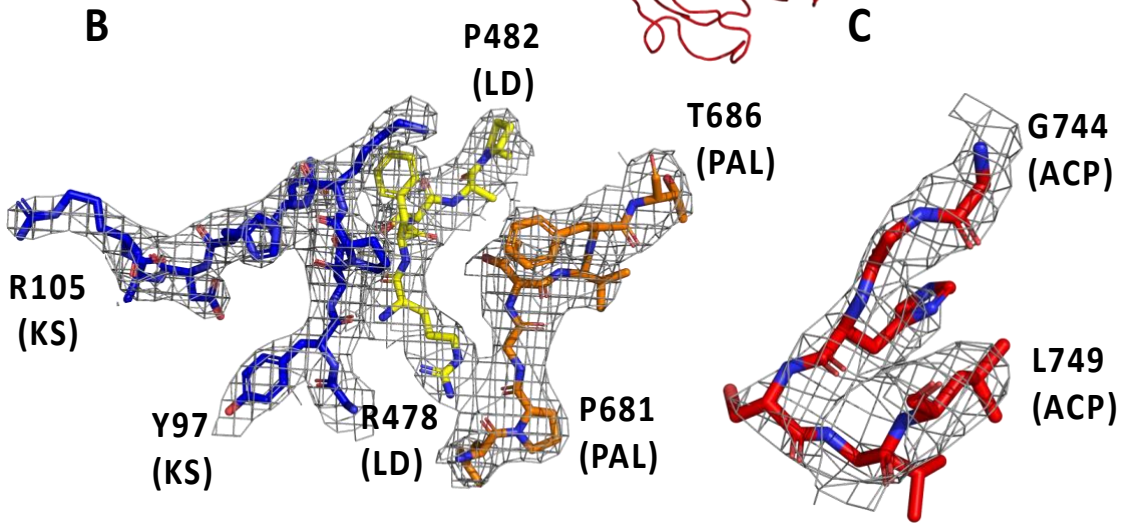 B
P482
(LD)
T686
(PAL)
R105
(KS)
Y97
(KS)
R478
(LD)
P681
(PAL)
C
G744
(ACP)
L749
(ACP)